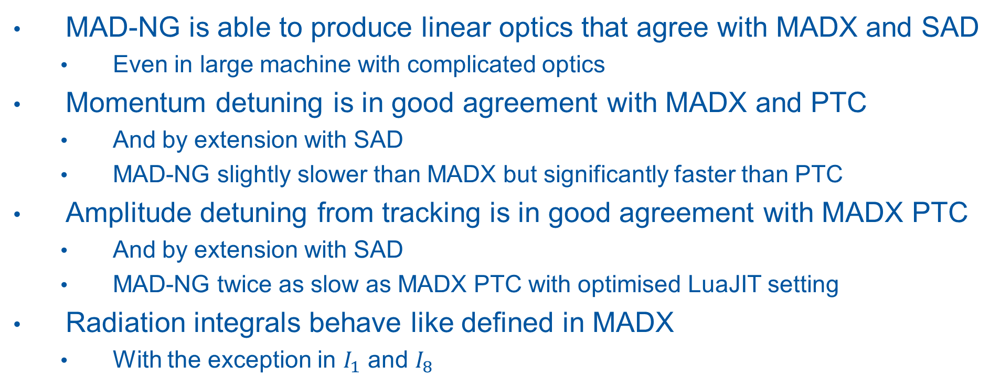 • MAD-NG is able to produce linear optics that agree with MADX and SAD
• Even in large machine with complicated optics
• Momentum detuning is in good agreement with MADX and PTC
• And by extension with SAD
• MAD-NG slightly slower than MADX but significantly faster than PTC
• Amplitude detuning from tracking is in good agreement with MADX PTC
• And by extension with SAD
• MAD-NG twice as slow as MADX PTC with optimised LuaJIT setting
• Radiation integrals behave like defined in MADX
• With the exception in I₁ and I₈